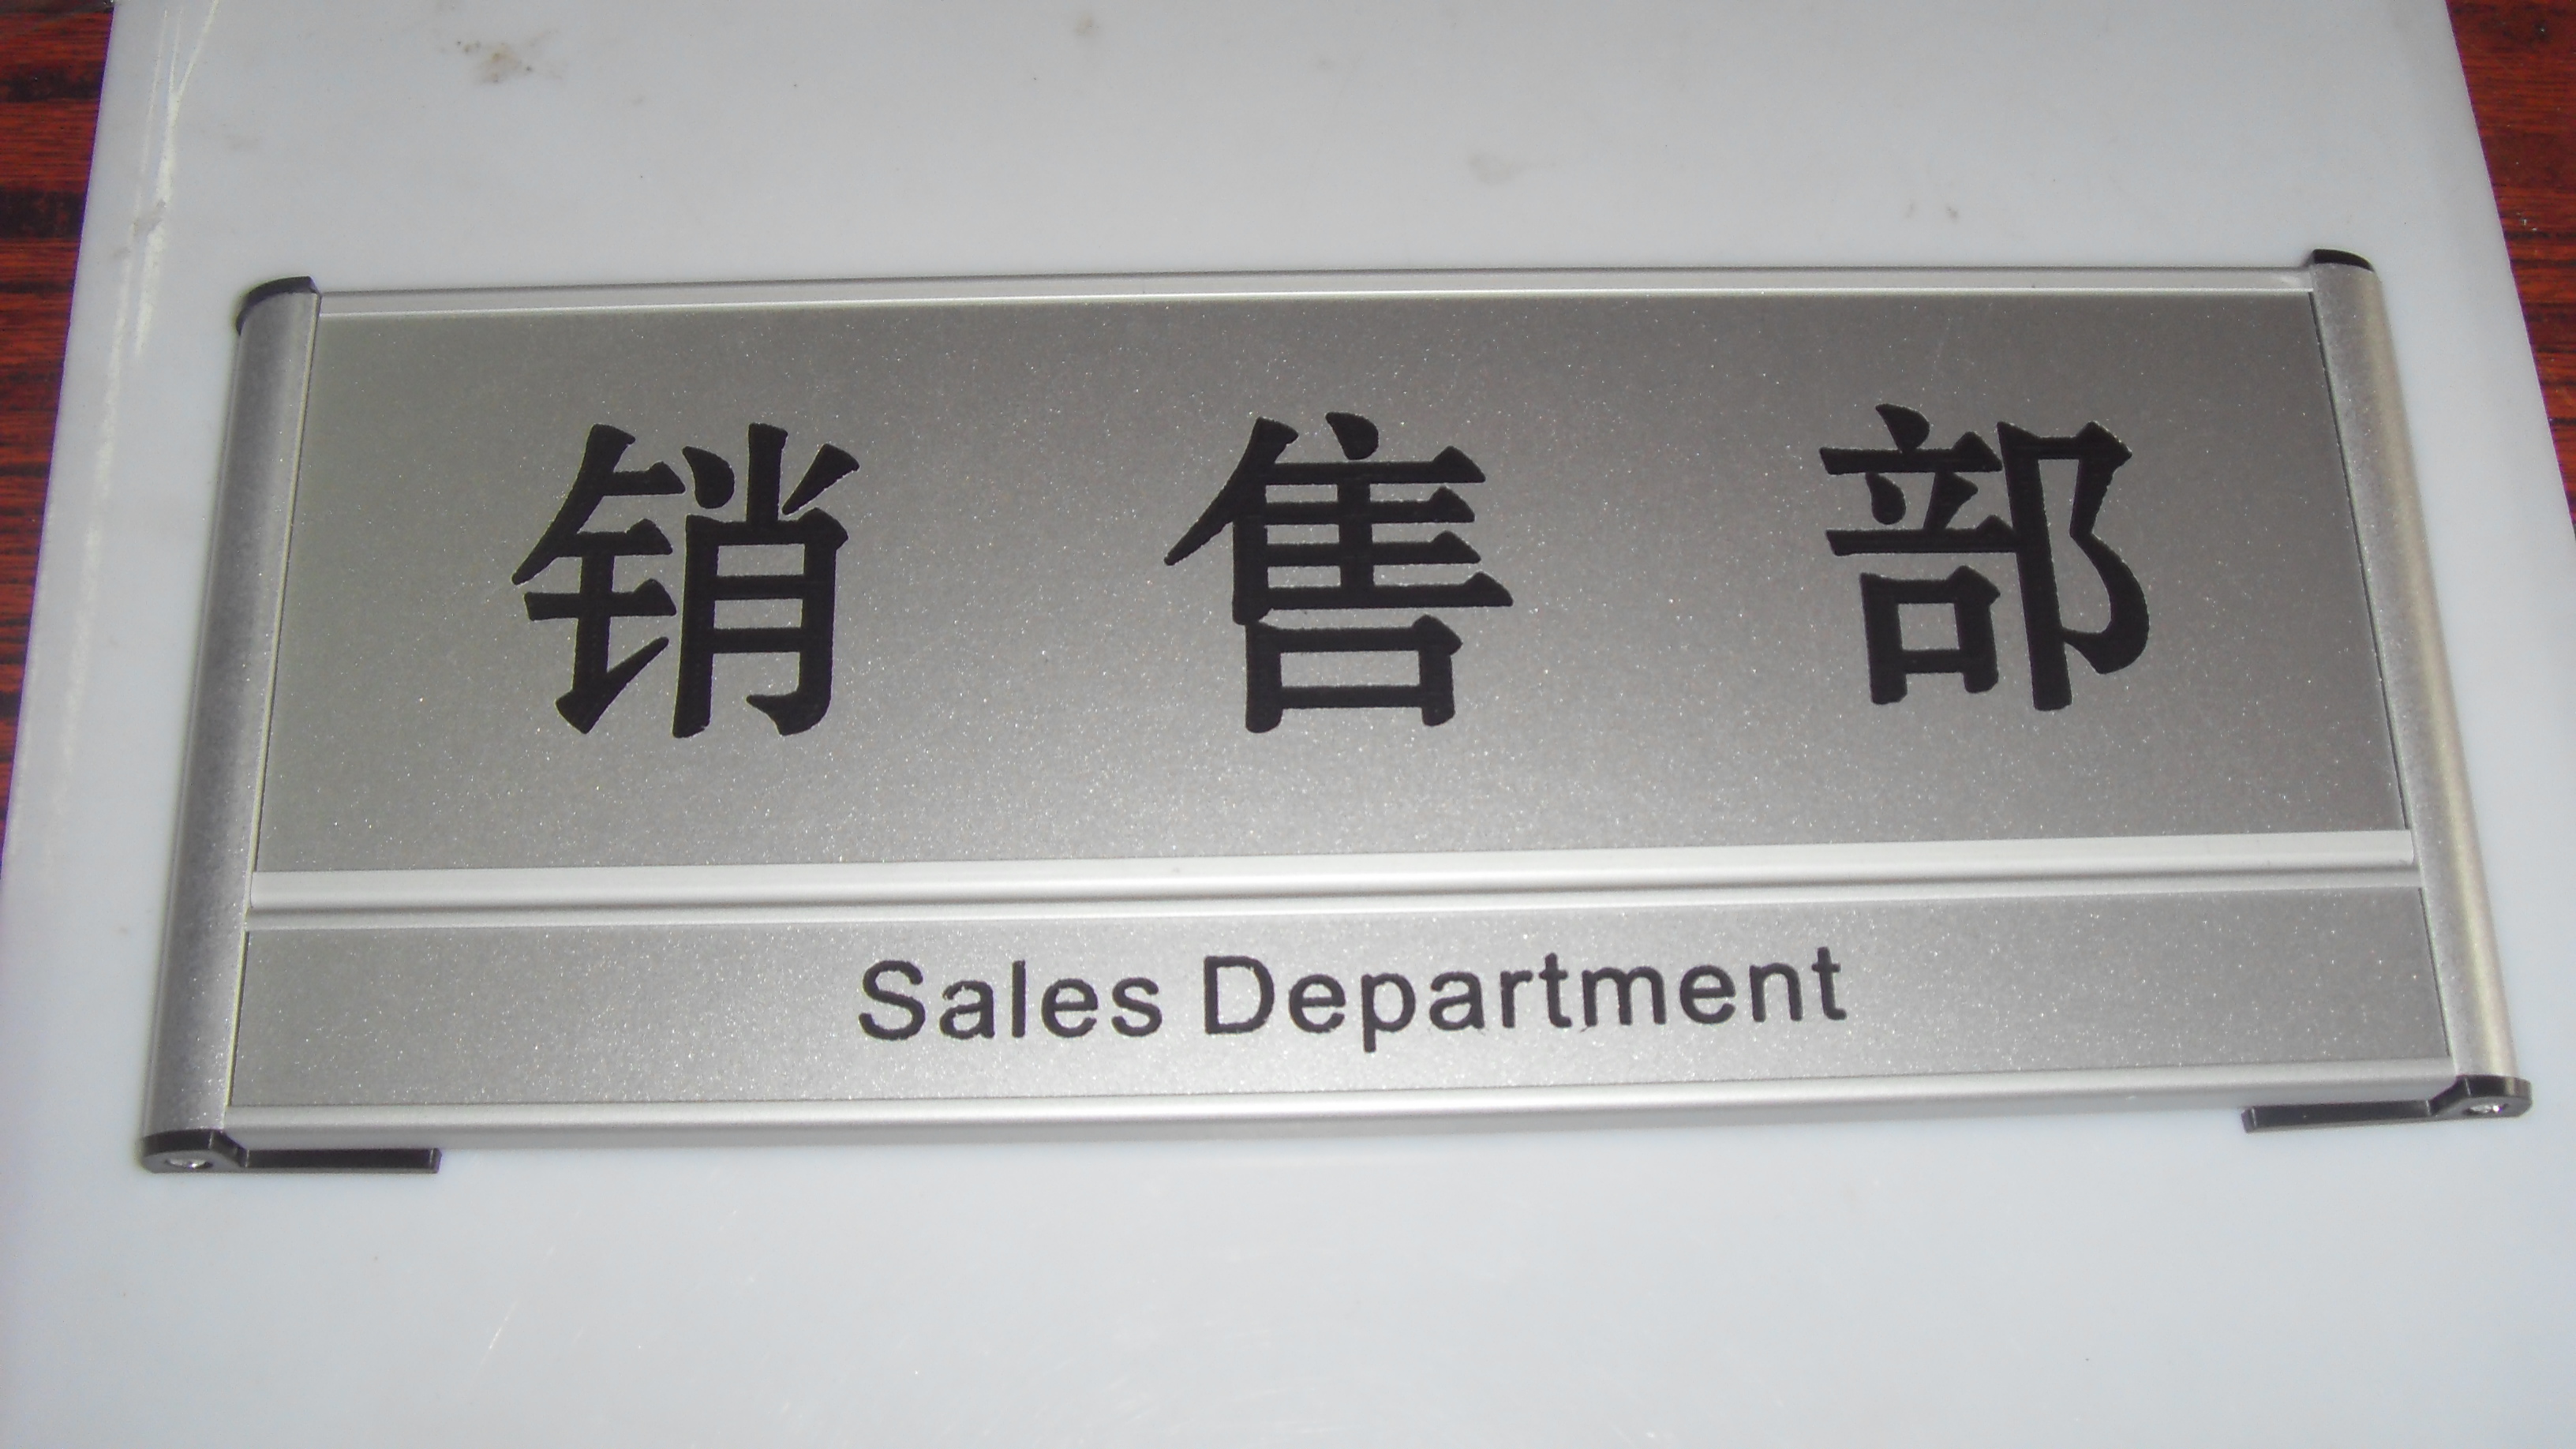 销售部
Sales Department